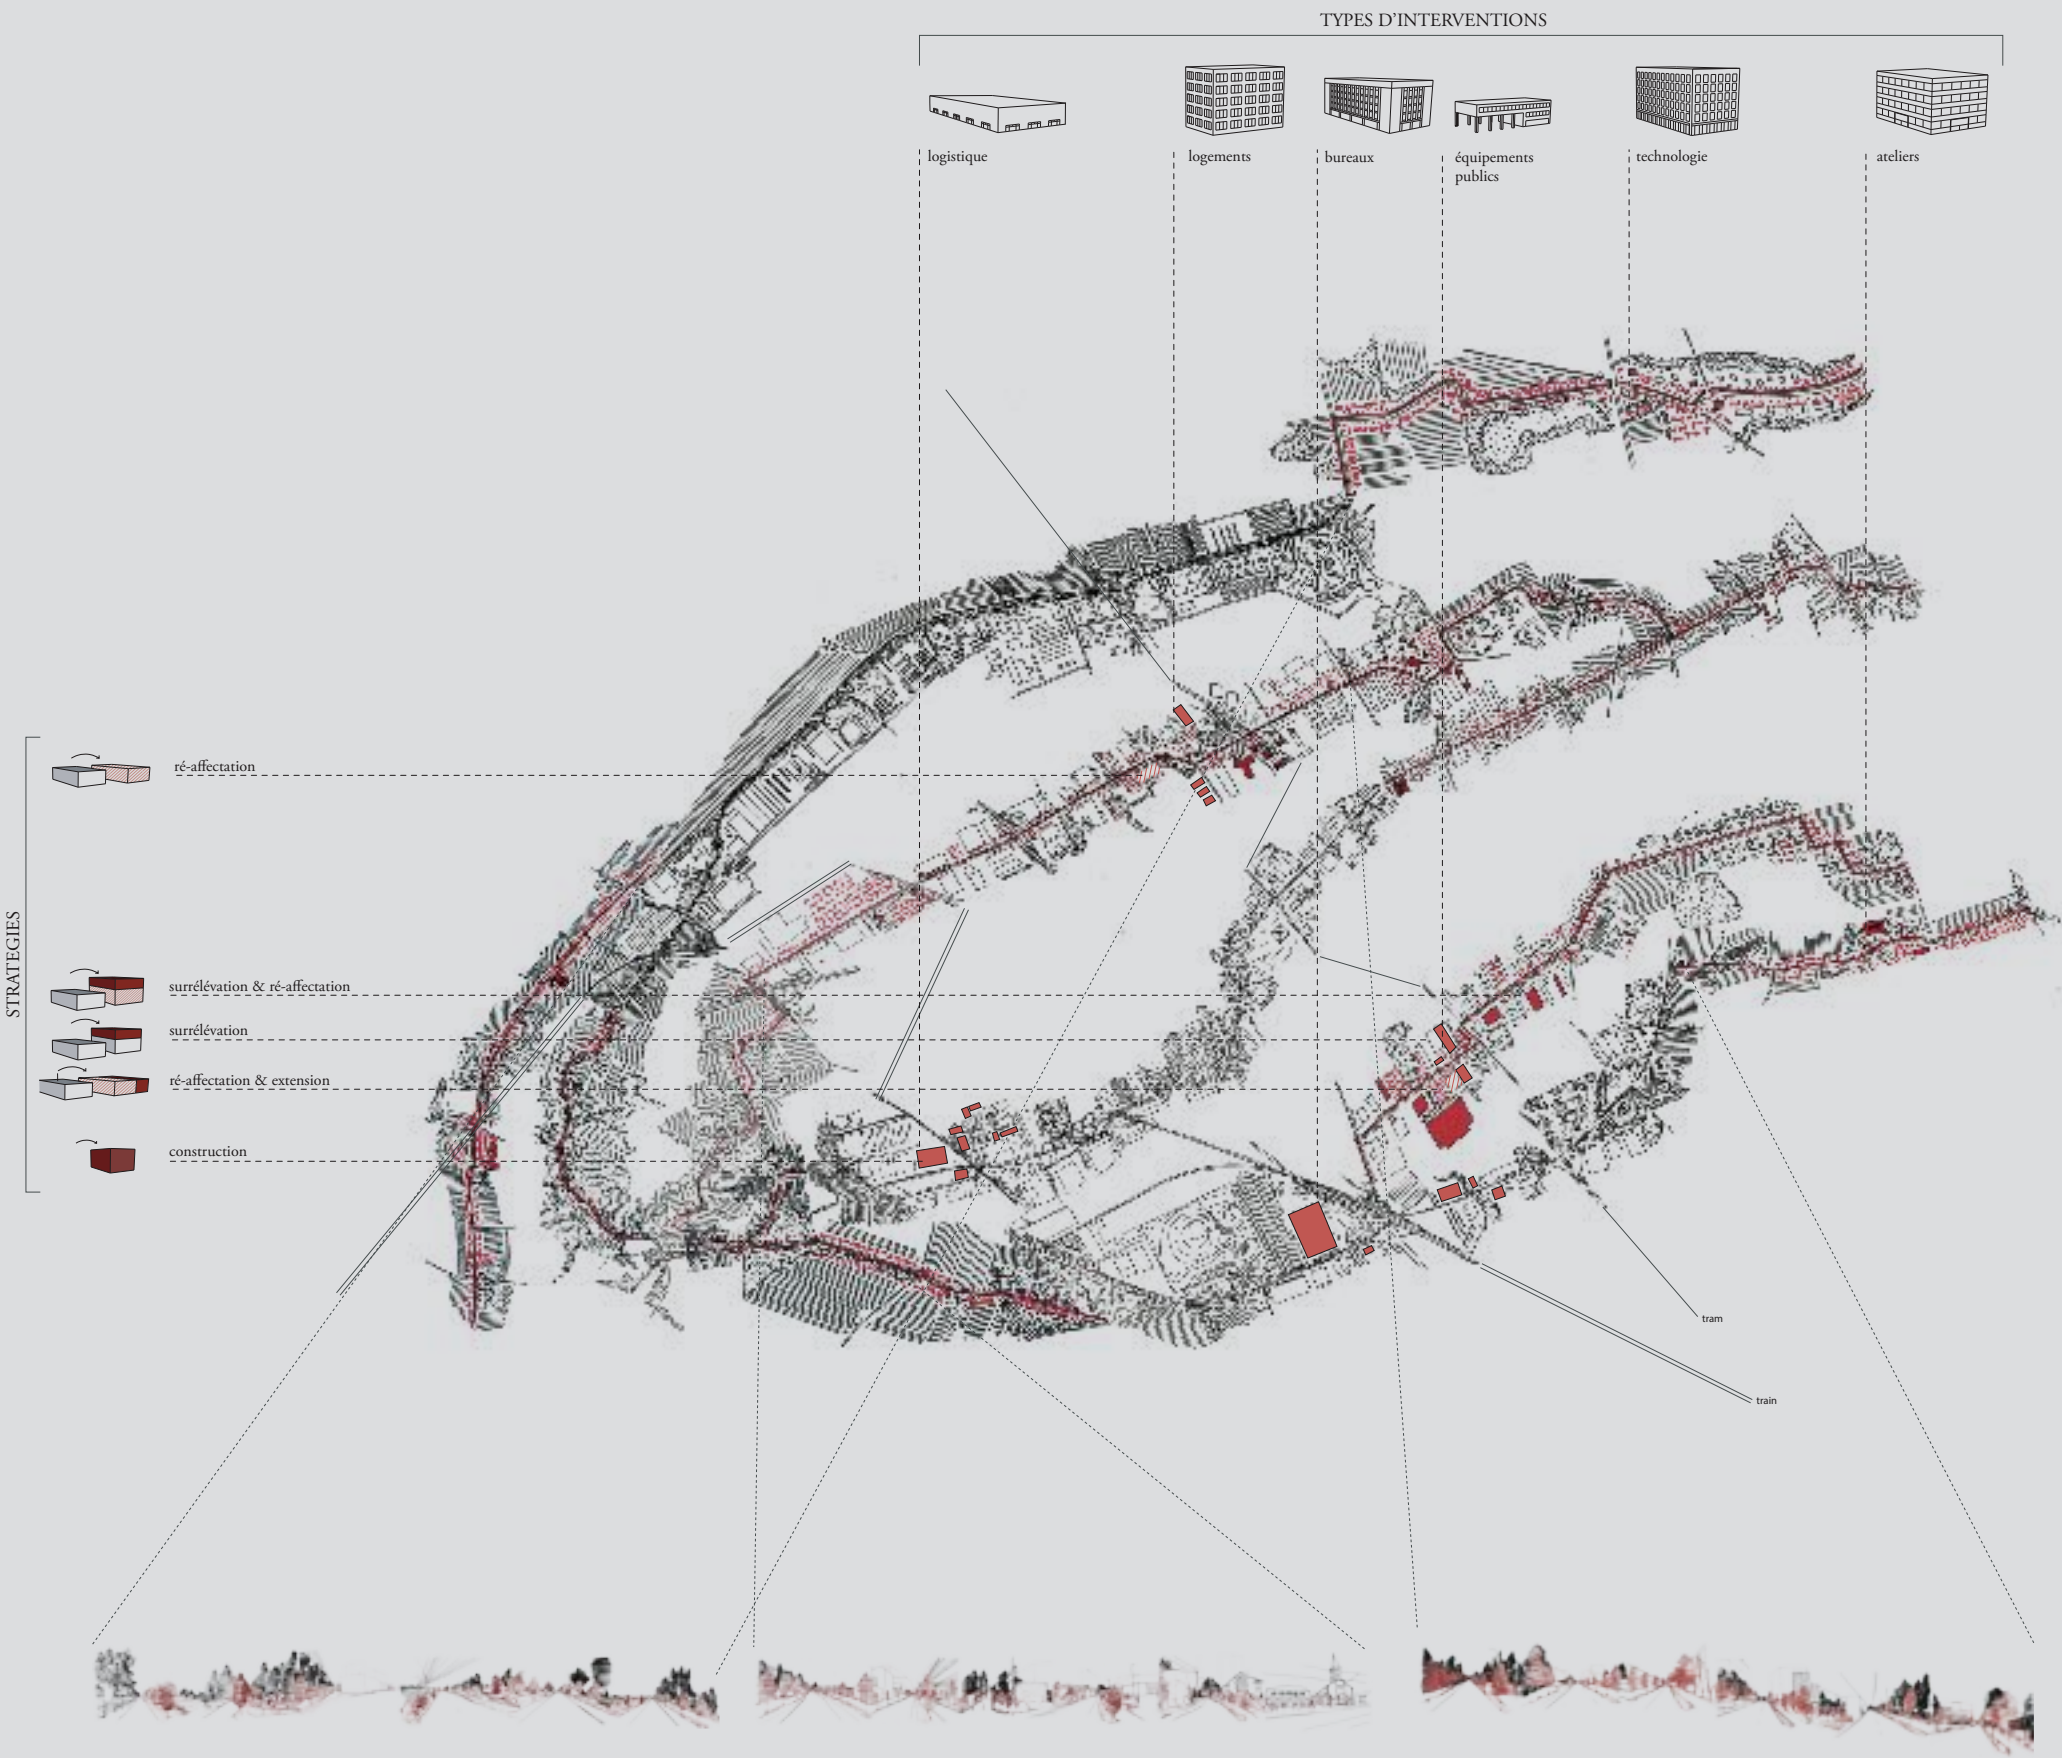 TYPES D'INTERVENTIONS
logistique
logements
bureaux
équipements
publics
technologie
ateliers
STRATEGIES
ré-affectation
surrélévation & ré-affectation
surrélévation
ré-affectation & extension
construction
tram
train